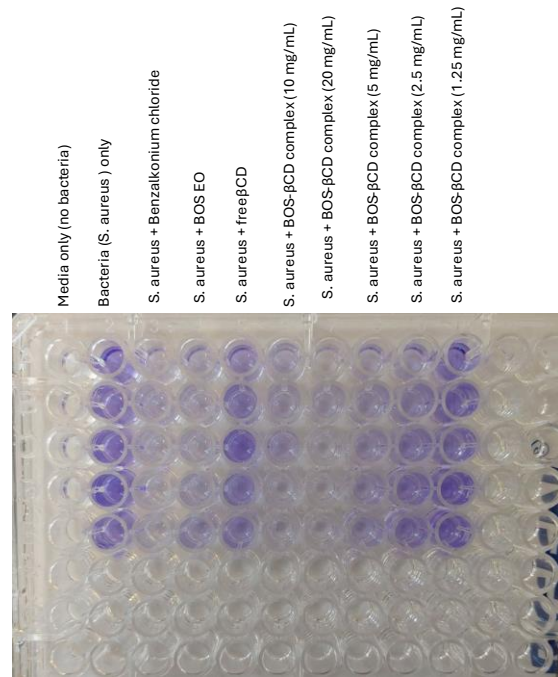 Media only (no bacteria)
Bacteria (S. aureus ) only
S. aureus + Benzalkonium chloride
S. aureus + BOS EO
S. aureus + freeβCD
S. aureus + BOS-βCD complex (10 mg/mL)
S. aureus + BOS-βCD complex (20 mg/mL)
S. aureus + BOS-βCD complex (5 mg/mL)
S. aureus + BOS-βCD complex (2.5 mg/mL)
S. aureus + BOS-βCD complex (1.25 mg/mL)